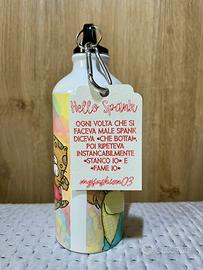 Hello Spank
OGNI VOLTA CHE SI
FACEVA MALE SPANK
DICEVA «CHE BOTTA!»,
POI RIPETEVA
INSTANCABILMENTE
«STANCO IO» E
«FAME IO»